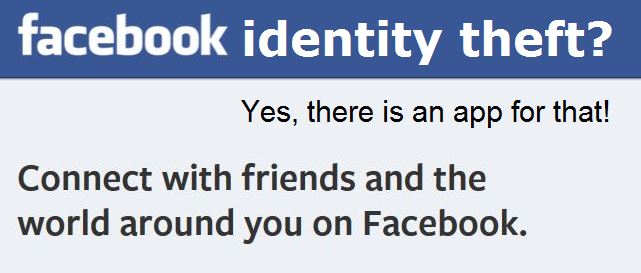 facebook identity theft?
Yes, there is an app for that!
Connect with friends and the
world around you on Facebook.